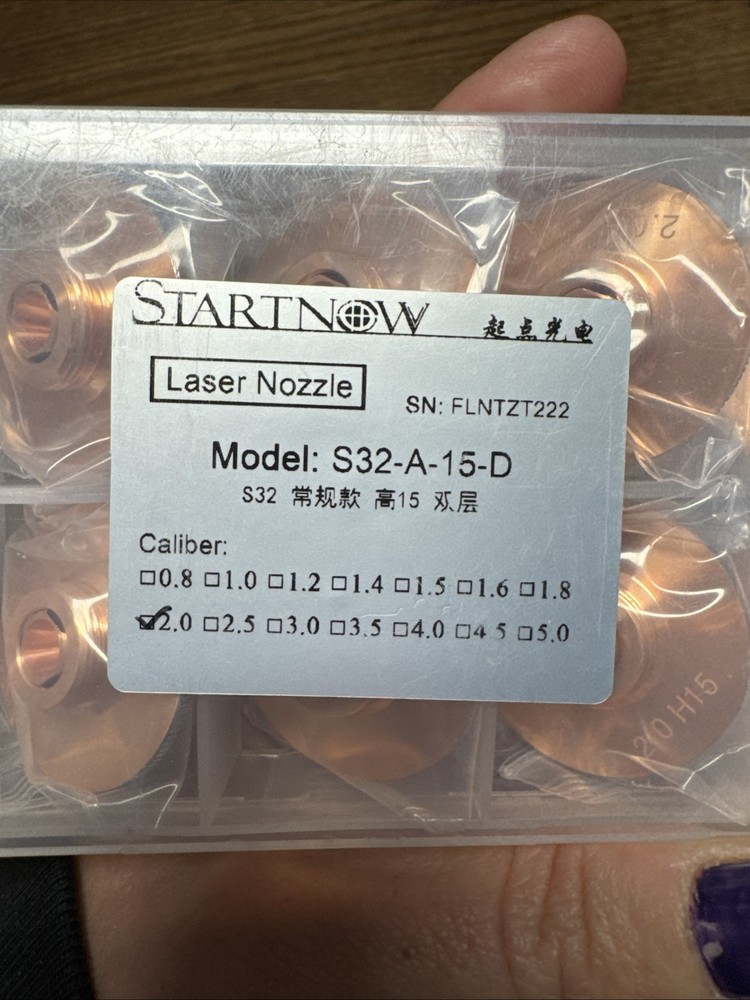 2.0
STARTNOW 起点光电
Laser Nozzle
SN: FLNTZT222
Model: S32-A-15-D
S32 常规款 高15 双层
Caliber:
☐0.8 ☐1.0 ☐1.2 ☐1.4 ☐1.5 ☐1.6 ☐1.8
☑2.0 ☐2.5 ☐3.0 ☐3.5 ☐4.0 ☐4.5 ☐5.0
2.0 H15